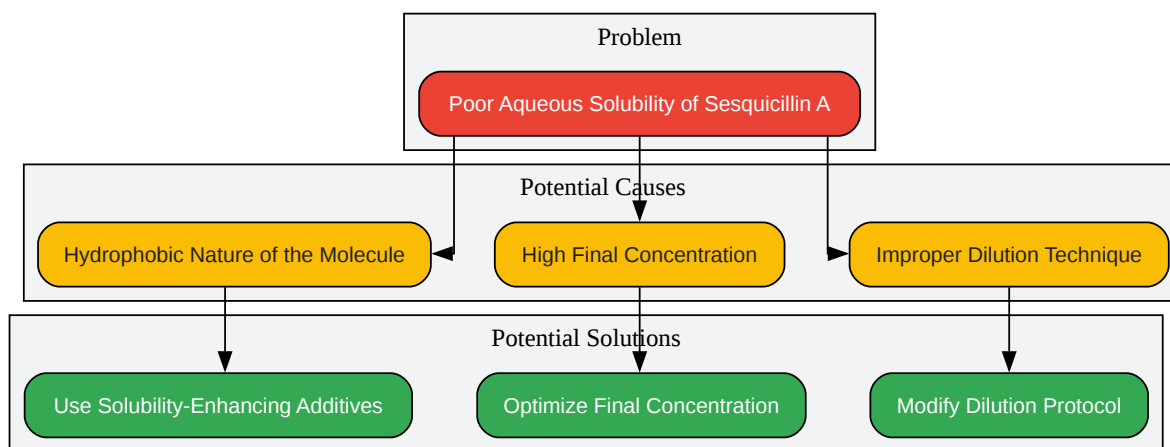 Problem
Poor Aqueous Solubility of Sesquicillin A
Potential Causes
Hydrophobic Nature of the Molecule
High Final Concentration
Improper Dilution Technique
Potential Solutions
Use Solubility-Enhancing Additives
Optimize Final Concentration
Modify Dilution Protocol